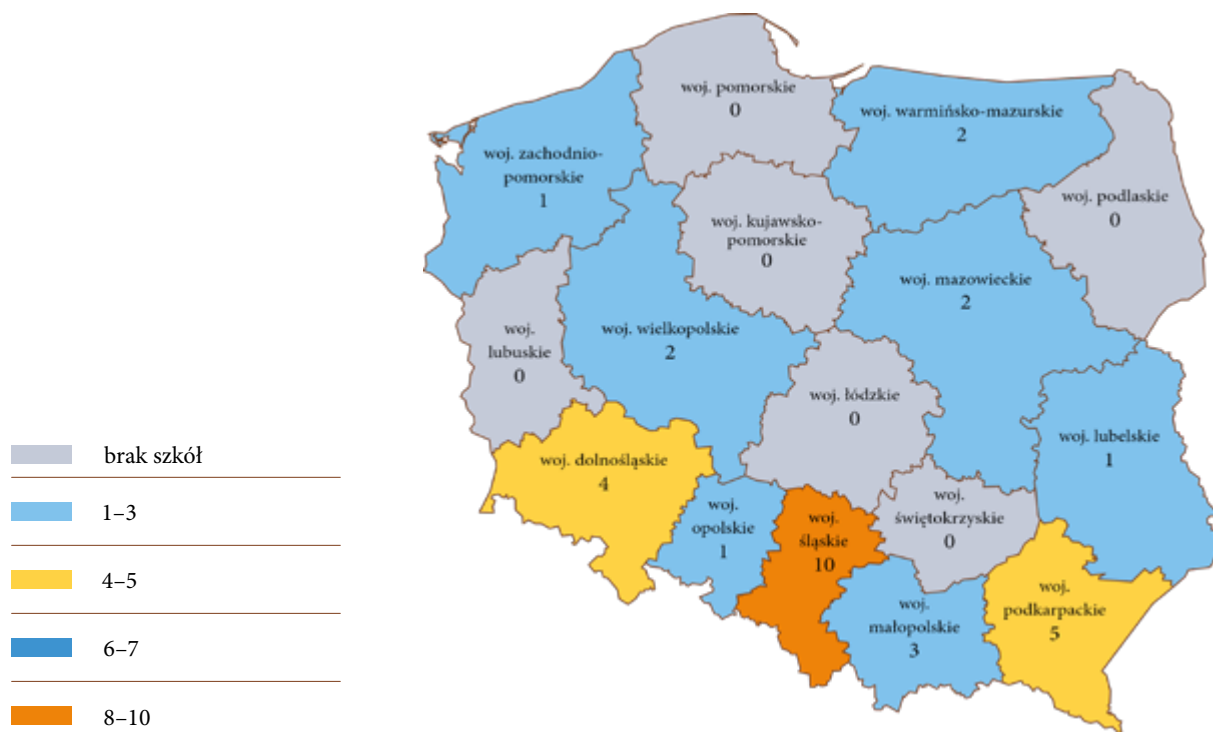 woj. pomorskie
0
woj. warmińsko-mazurskie
2
woj. zachodnio-
pomorskie
1
woj. podlaskie
0
woj. kujawsko-
pomorskie
0
woj. mazowieckie
2
woj.
lubuskie
0
woj. wielkopolskie
2
woj. łódzkie
0
woj. lubelskie
1
woj. dolnośląskie
4
woj.
opolskie
1
woj.
śląskie
10
woj.
świętokrzyskie
0
woj.
małopolskie
3
woj.
podkarpackie
5
brak szkół
1–3
4–5
6–7
8–10